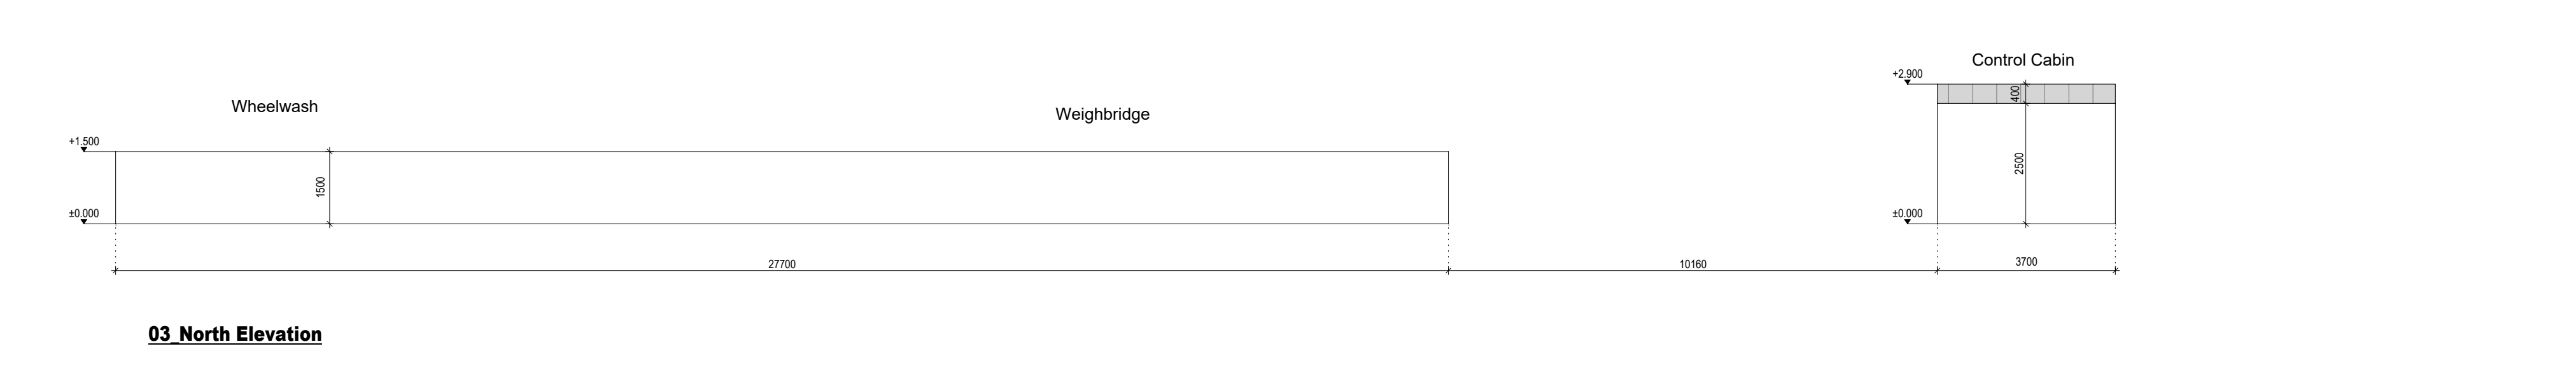 Control Cabin
+2.900
400
Wheelwash
Weighbridge
+1.500
1500
2500
±0.000
±0.000
27700
10160
3700
03_North Elevation